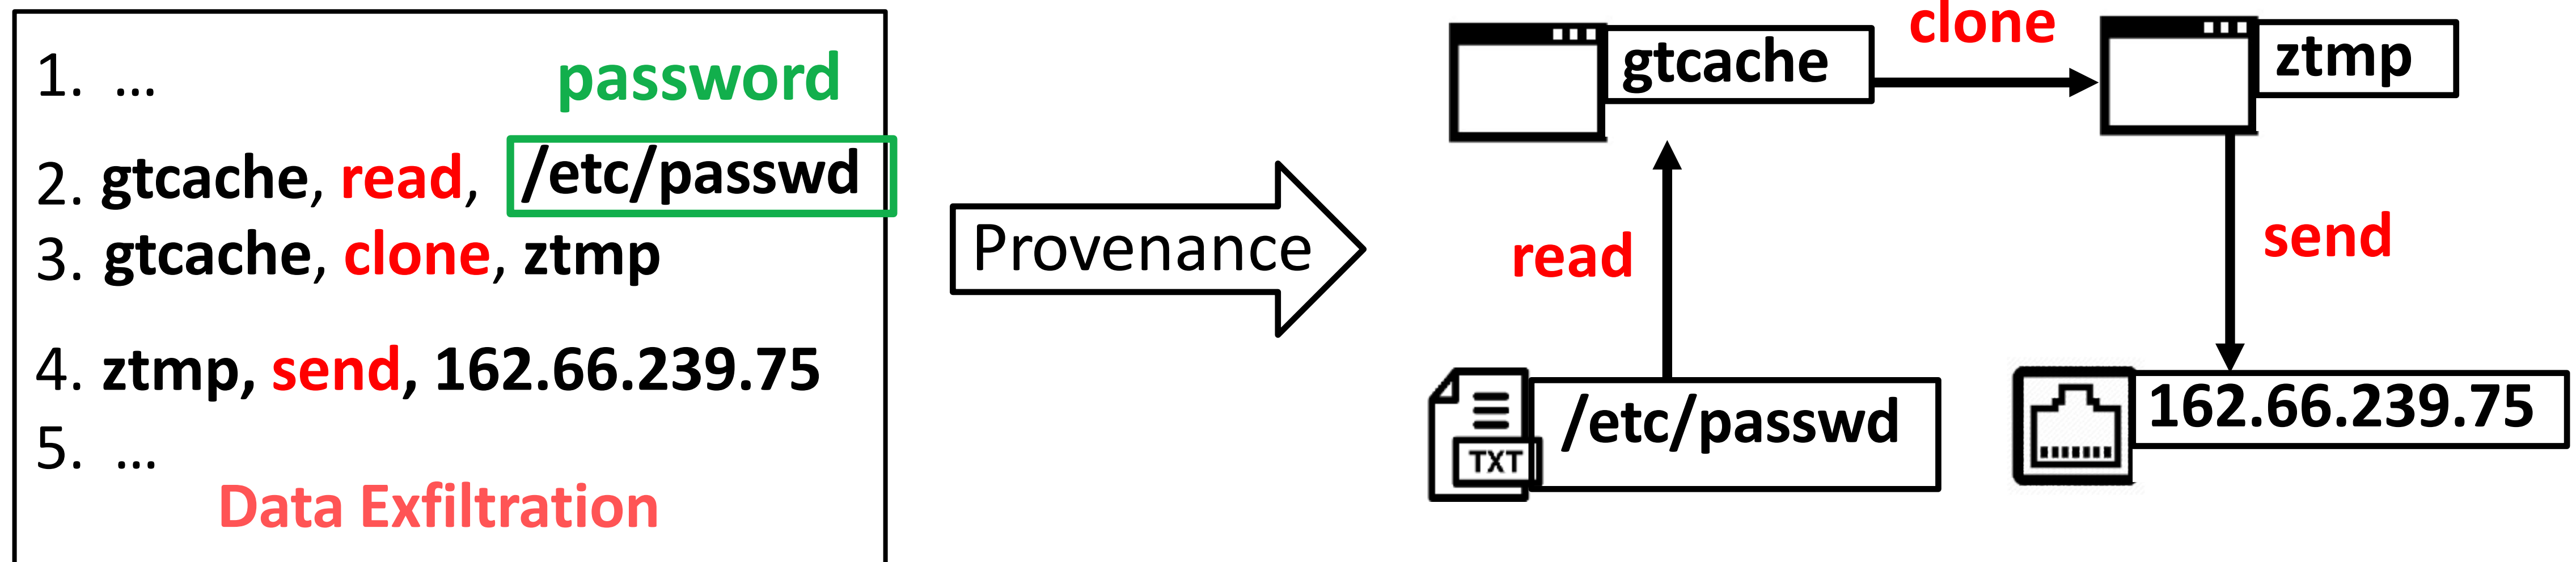 1. ...
password
2. gtcache, read, /etc/passwd
3. gtcache, clone, ztmp
4. ztmp, send, 162.66.239.75
5. ...
Data Exfiltration
Provenance
clone
gtcache
ztmp
read
send
TXT
/etc/passwd
162.66.239.75